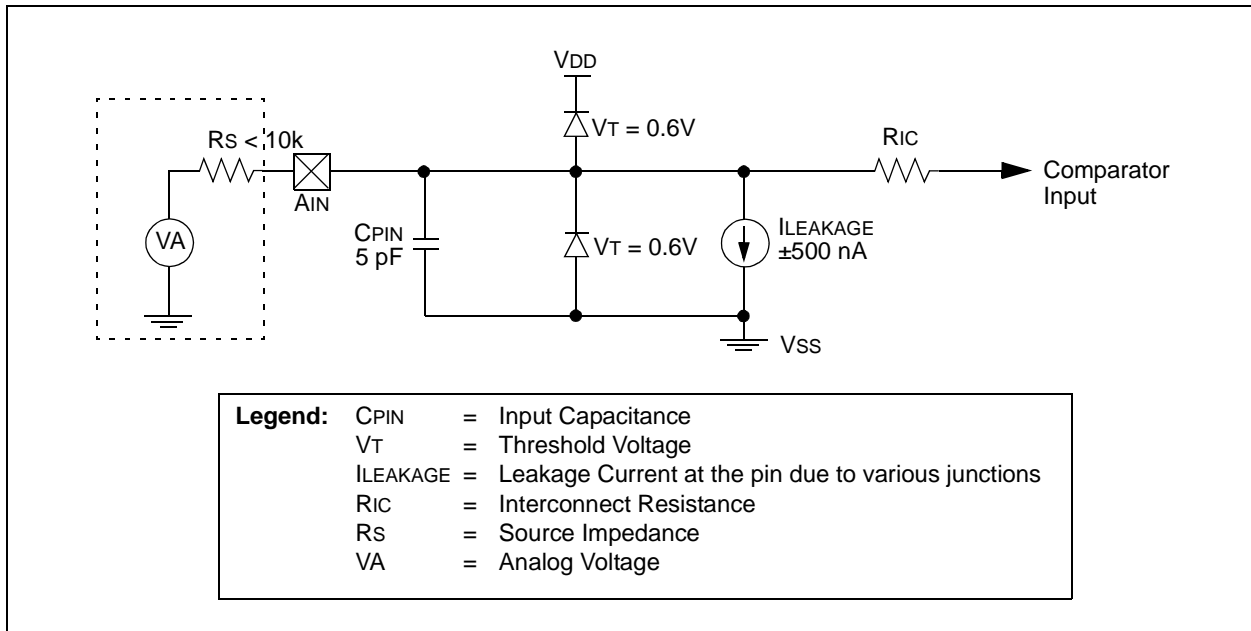 VDD
VT = 0.6V
RS < 10k
RIC
AIN
Comparator
Input
VA
CPIN
5 pF
VT = 0.6V
ILEAKAGE
±500 nA
VSS
Legend: CPIN = Input Capacitance
VT = Threshold Voltage
ILEAKAGE = Leakage Current at the pin due to various junctions
RIC = Interconnect Resistance
RS = Source Impedance
VA = Analog Voltage